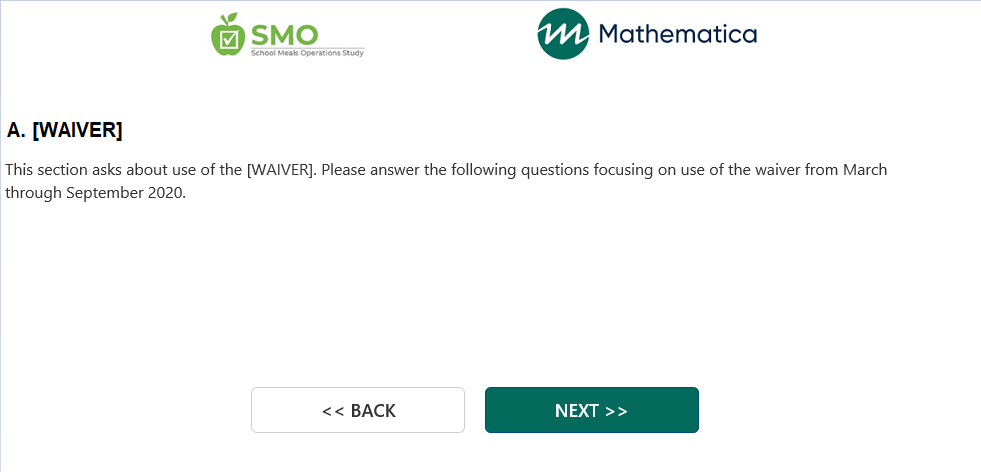 SMO
School Meals Operations Study
Mathematica
A. [WAIVER]
This section asks about use of the [WAIVER]. Please answer the following questions focusing on use of the waiver from March
through September 2020.
<< BACK
NEXT >>